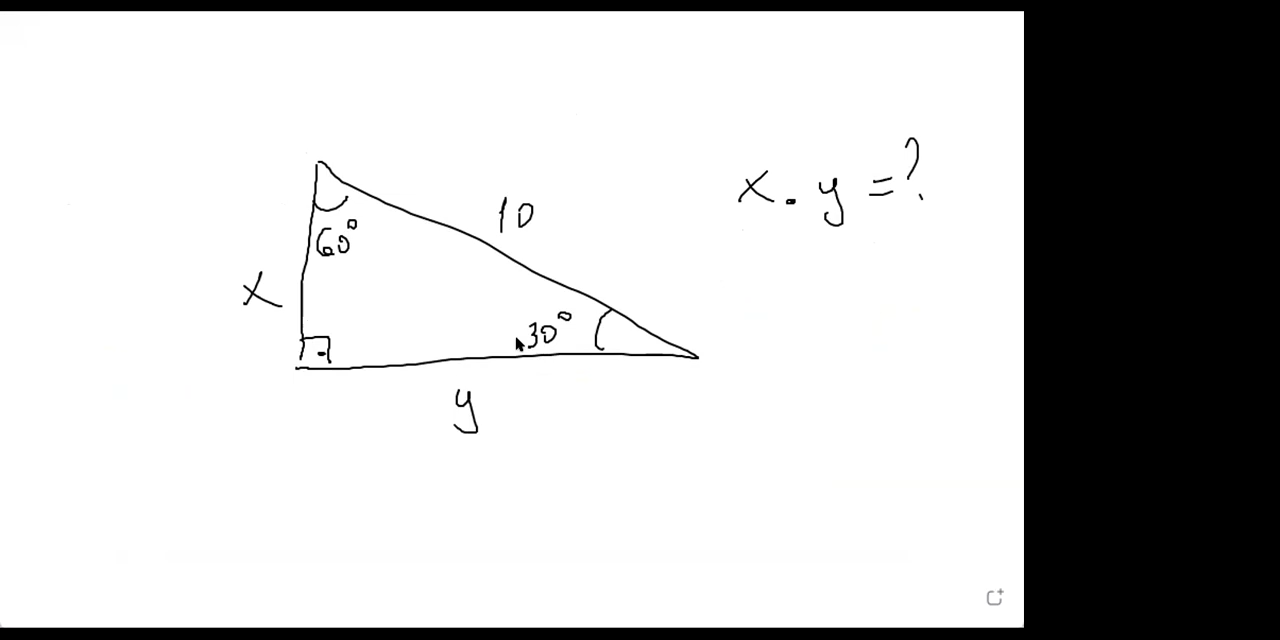 10
x . y = ?
60°
x
30°
y